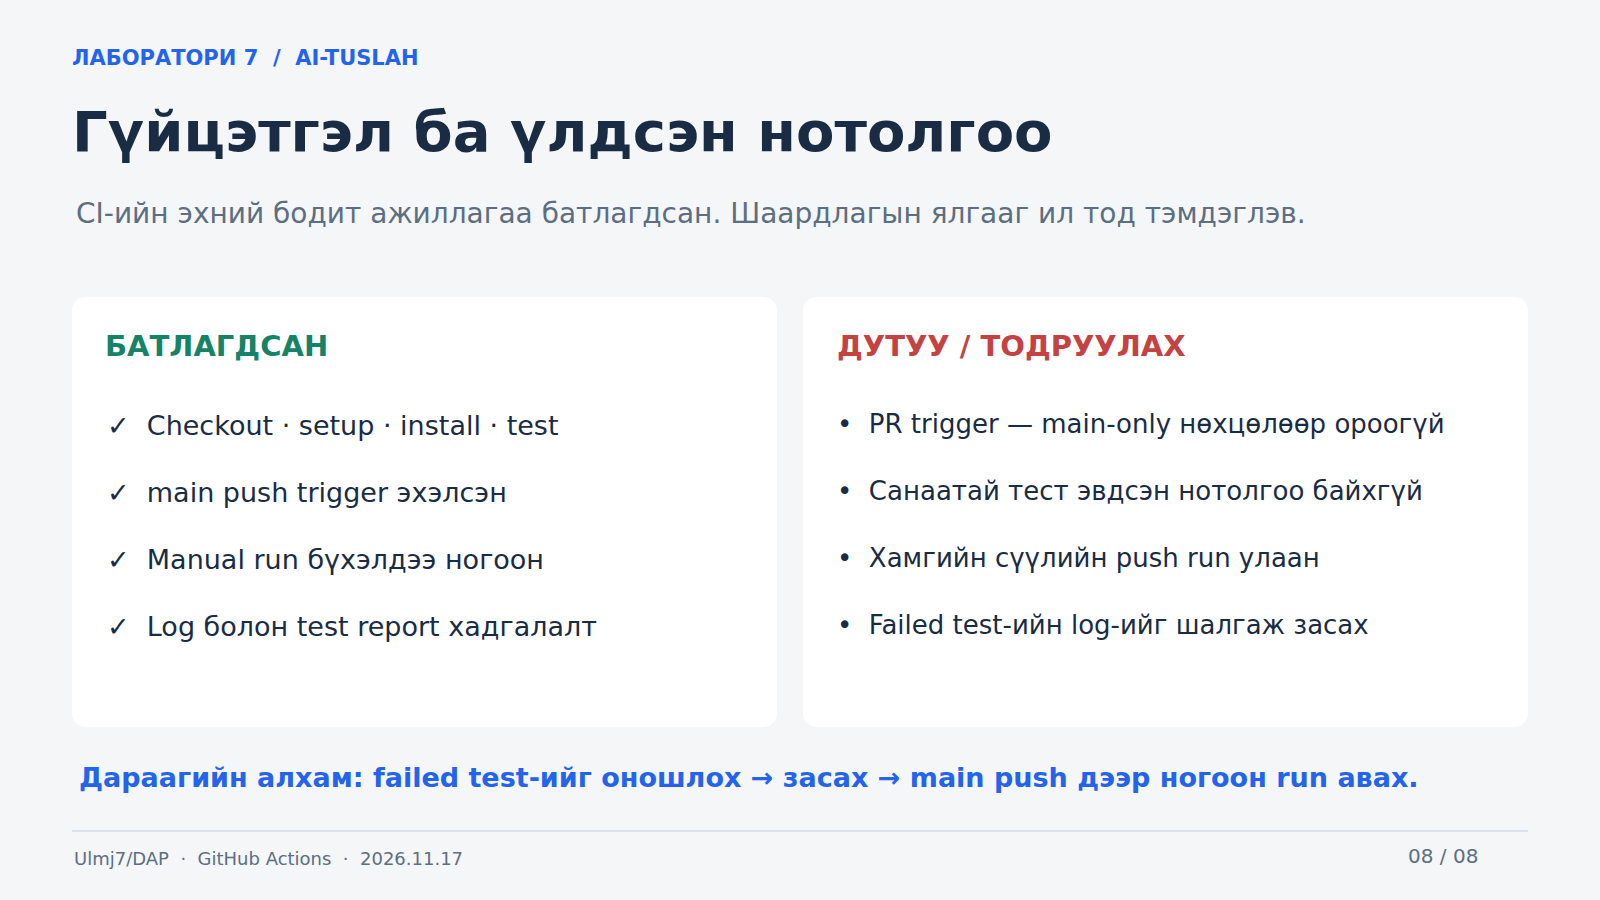 ЛАБОРАТОРИ 7 / AI-TUSLAH
Гүйцэтгэл ба үлдсэн нотолгоо
CI-ийн эхний бодит ажиллагаа батлагдсан. Шаардлагын ялгааг ил тод тэмдэглэв.
БАТЛАГДСАН
✓ Checkout · setup · install · test
✓ main push trigger эхэлсэн
✓ Manual run бүхэлдээ ногоон
✓ Log болон test report хадгалалт
ДУТУУ / ТОДРУУЛАХ
• PR trigger — main-only нөхцөлөөр ороогүй
• Санаатай тест эвдсэн нотолгоо байхгүй
• Хамгийн сүүлийн push run улаан
• Failed test-ийн log-ийг шалгаж засах
Дараагийн алхам: failed test-ийг оношлох → засах → main push дээр ногоон run авах.
Ulmj7/DAP · GitHub Actions · 2026.11.17
08 / 08